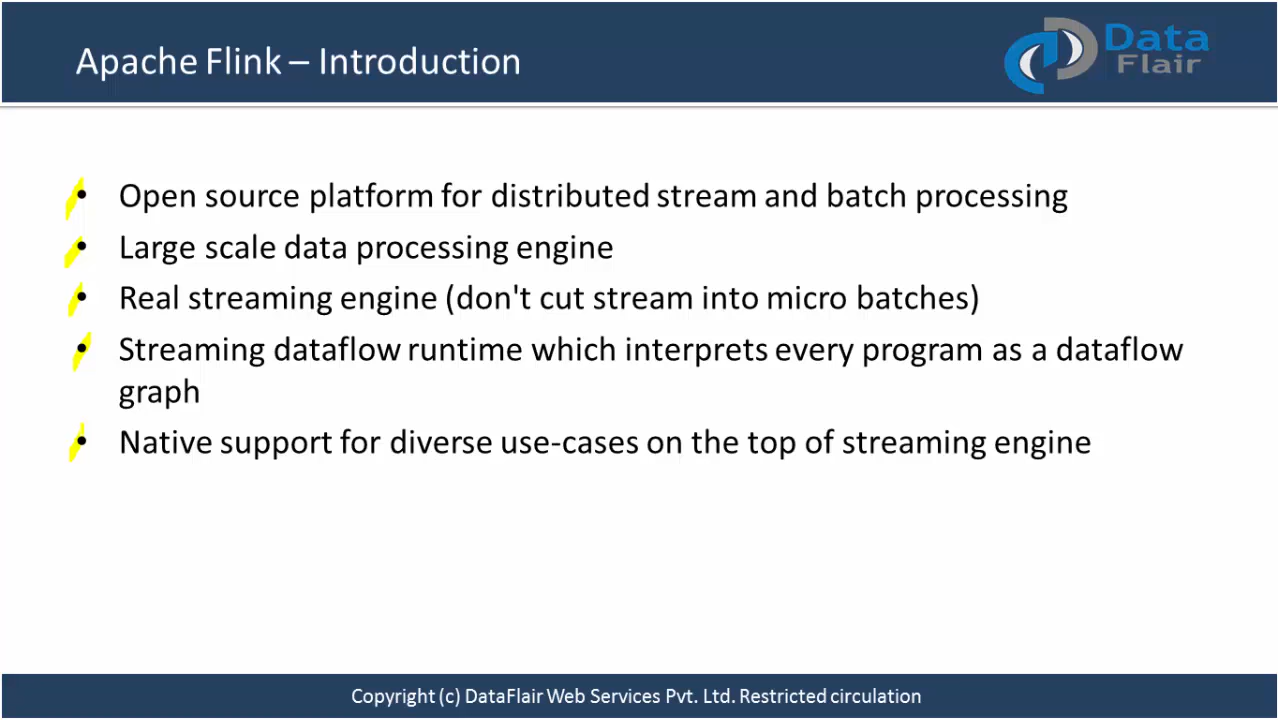 Apache Flink – Introduction
Data
Flair
• Open source platform for distributed stream and batch processing
• Large scale data processing engine
• Real streaming engine (don't cut stream into micro batches)
• Streaming dataflow runtime which interprets every program as a dataflow
graph
• Native support for diverse use-cases on the top of streaming engine
Copyright (c) DataFlair Web Services Pvt. Ltd. Restricted circulation